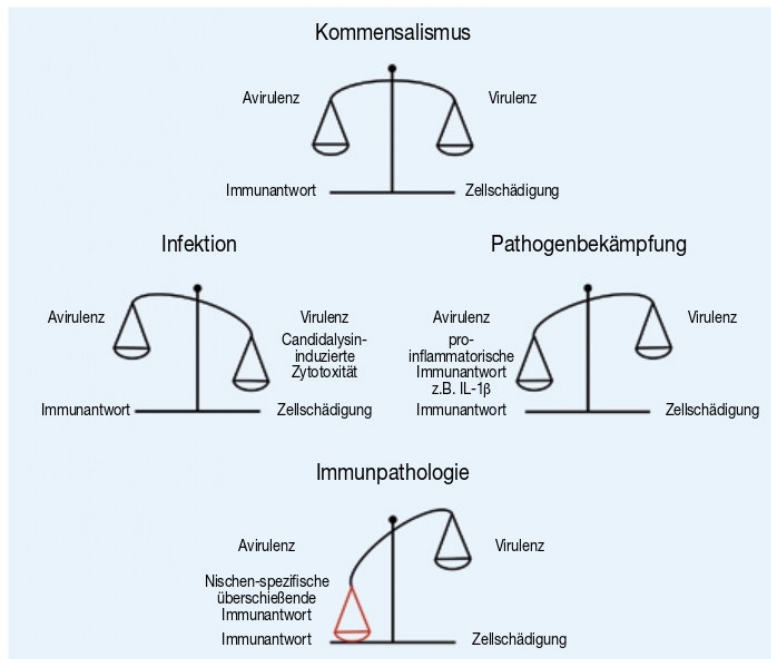 Kommensalismus
Avirulenz
Virulenz
Immunantwort
Zellschädigung
Infektion
Avirulenz
Virulenz
Candidalysin-
induzierte
Zytotoxität
Immunantwort
Zellschädigung
Pathogenbekämpfung
Avirulenz
pro-
inflammatorische
Immunantwort
z.B. IL-1β
Immunantwort
Virulenz
Zellschädigung
Immunpathologie
Avirulenz
Virulenz
Nischen-spezifische
überschießende
Immunantwort
Immunantwort
Zellschädigung